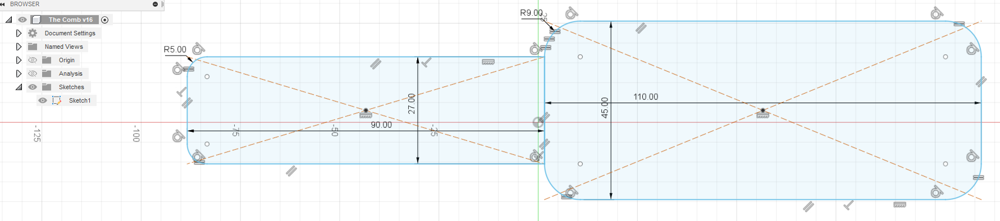 BROWSER
The Comb v16
Document Settings
Named Views
Origin
Analysis
Sketches
Sketch1
R5.00
R9.00
25
27.00
90.00
45.00
110.00
-125
-100
-75
-50
-25